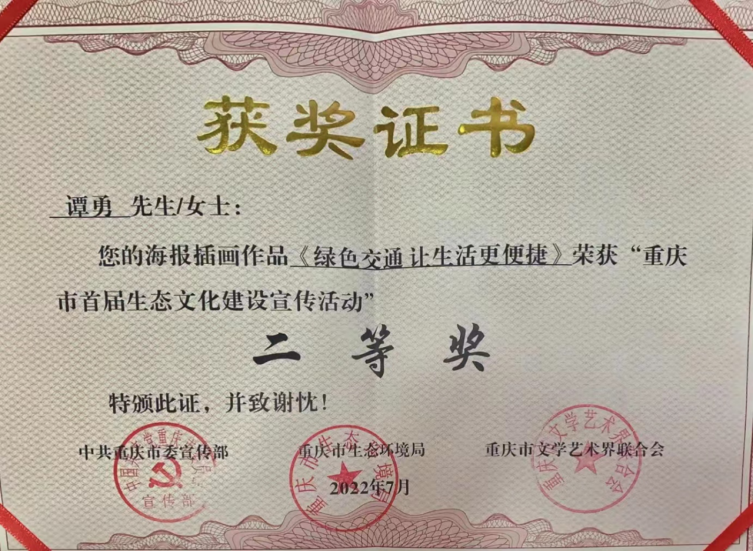 获奖证书
谭勇 先生/女士：
您的海报插画作品《绿色交通 让生活更便捷》荣获“重庆
市首届生态文化建设宣传活动”
二等奖
特颁此证，并致谢忱！
中共重庆市委宣传部 重庆市生态环境局 重庆市文学艺术界联合会
2022年7月
宣传部